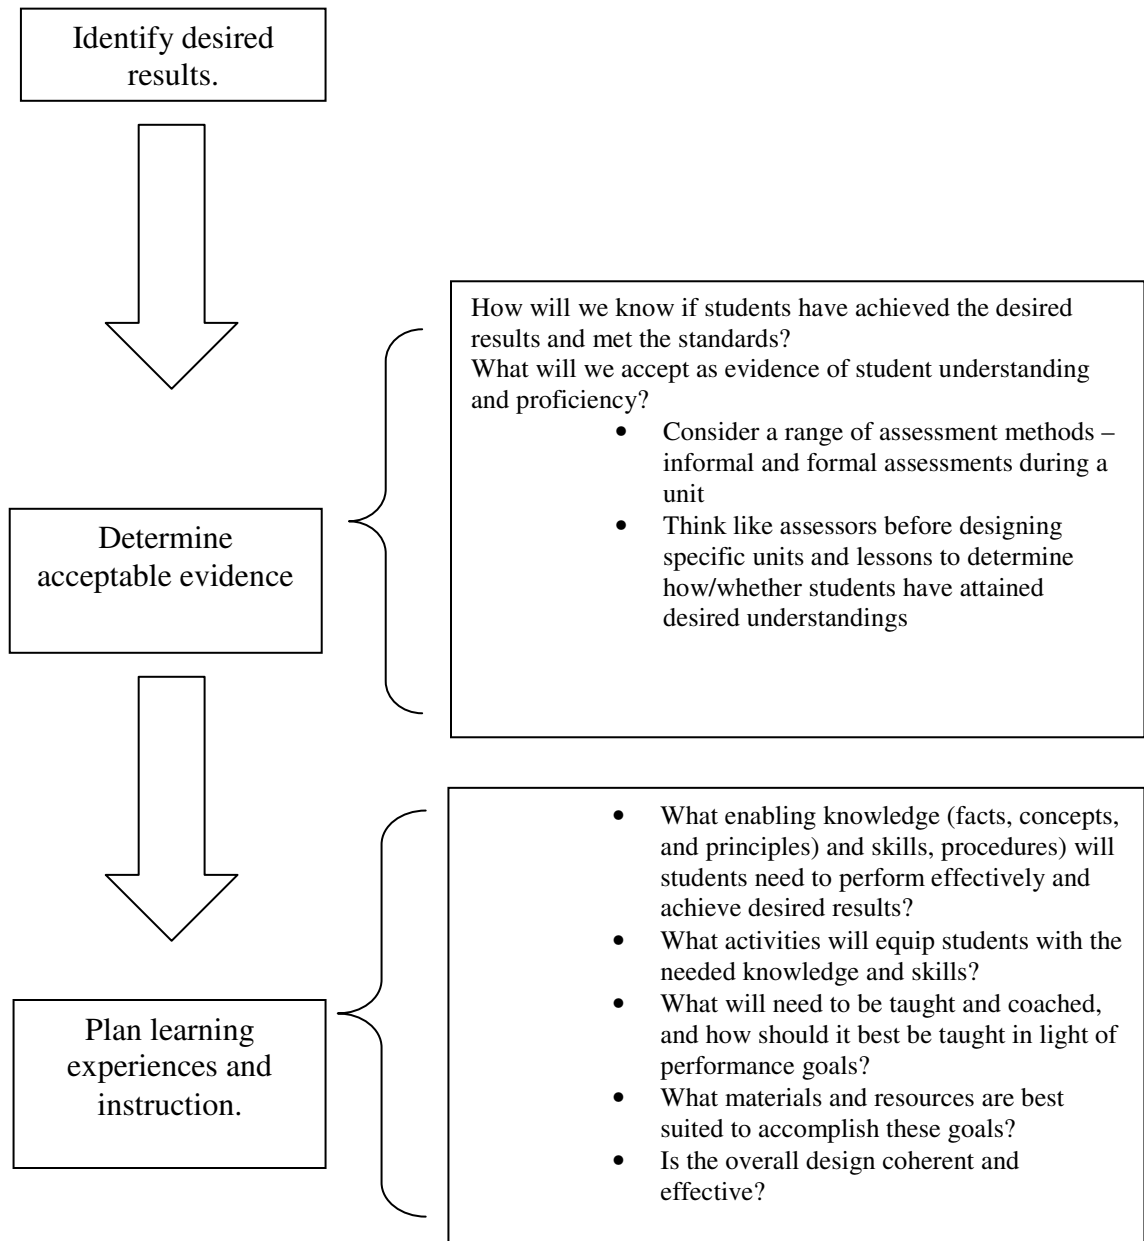 Identify desired
results.
How will we know if students have achieved the desired
results and met the standards?
What will we accept as evidence of student understanding
and proficiency?
• Consider a range of assessment methods –
informal and formal assessments during a
unit
• Think like assessors before designing
specific units and lessons to determine
how/whether students have attained
desired understandings
Determine
acceptable evidence
• What enabling knowledge (facts, concepts,
and principles) and skills, procedures) will
students need to perform effectively and
achieve desired results?
• What activities will equip students with the
needed knowledge and skills?
• What will need to be taught and coached,
and how should it best be taught in light of
performance goals?
• What materials and resources are best
suited to accomplish these goals?
• Is the overall design coherent and
effective?
Plan learning
experiences and
instruction.